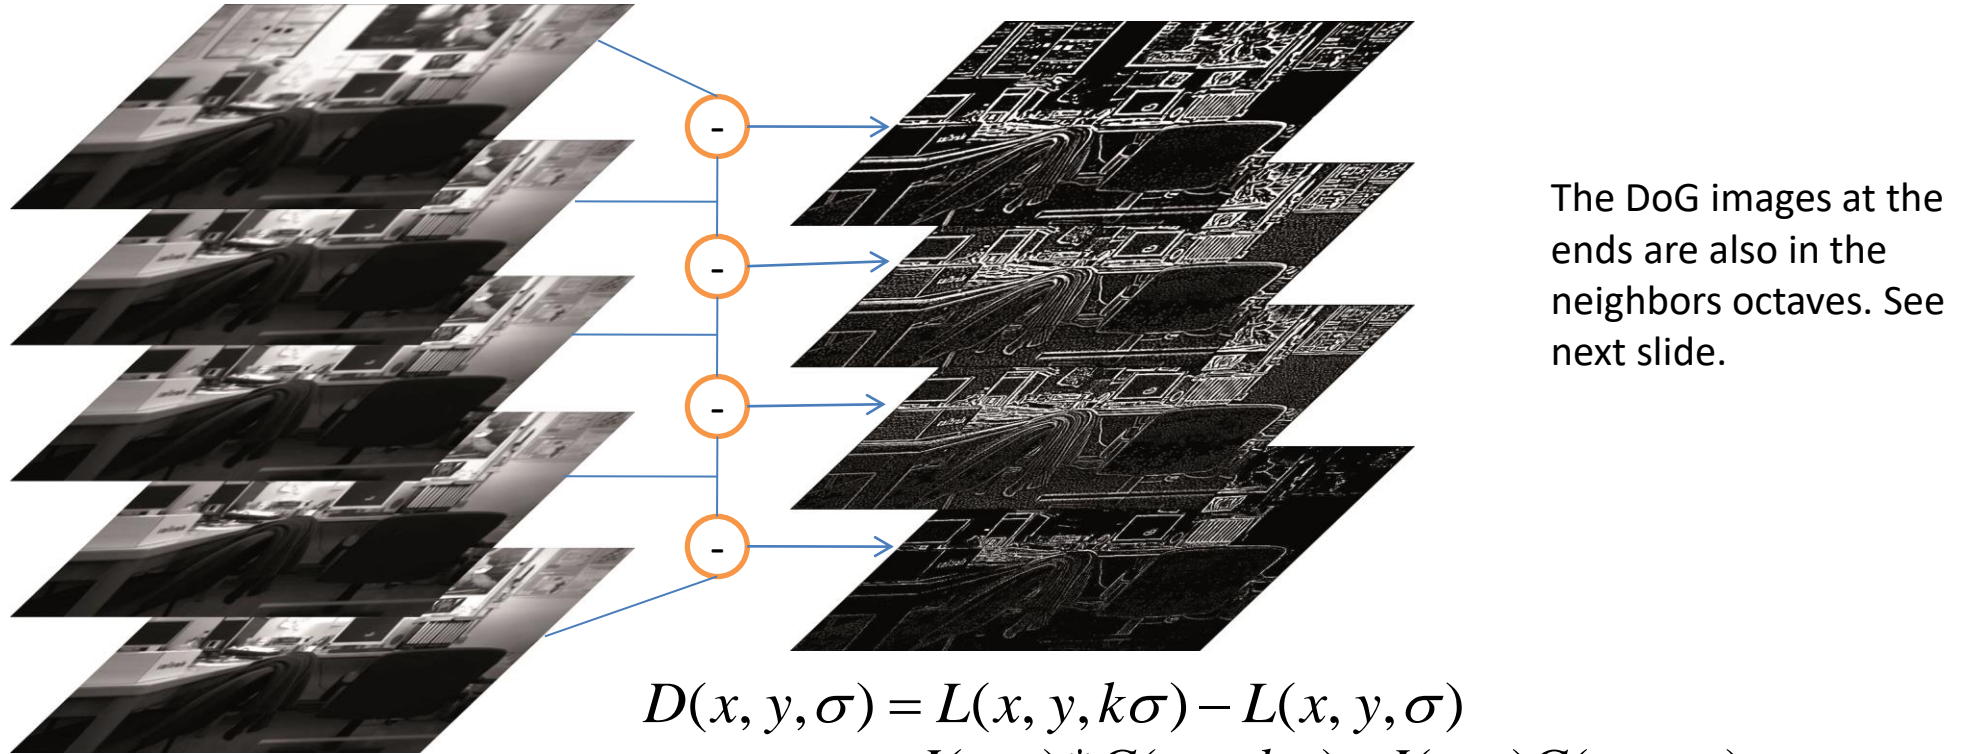 -
-
-
-
The DoG images at the
ends are also in the
neighbors octaves. See
next slide.
D(x, y, σ) = L(x, y, kσ) − L(x, y, σ)